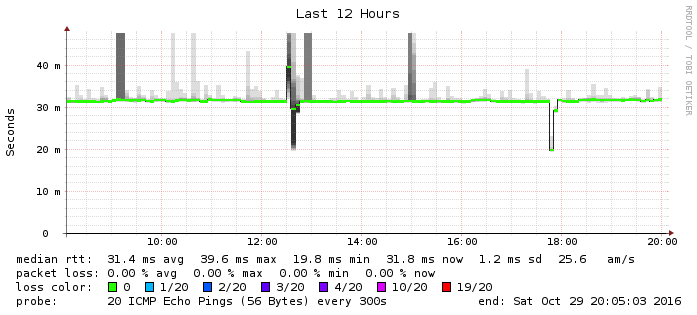 Last 12 Hours
RRDTOOL / TOBI OETIKER
Seconds
40 m
30 m
20 m
10 m
0
10:00 12:00 14:00 16:00 18:00 20:00
median rtt: 31.4 ms avg 39.6 ms max 19.8 ms min 31.8 ms now 1.2 ms sd 25.6 am/s
packet loss: 0.00 % avg 0.00 % max 0.00 % min 0.00 % now
loss color: 0 1/20 2/20 3/20 4/20 10/20 19/20
probe: 20 ICMP Echo Pings (56 Bytes) every 300s end: Sat Oct 29 20:05:03 2016